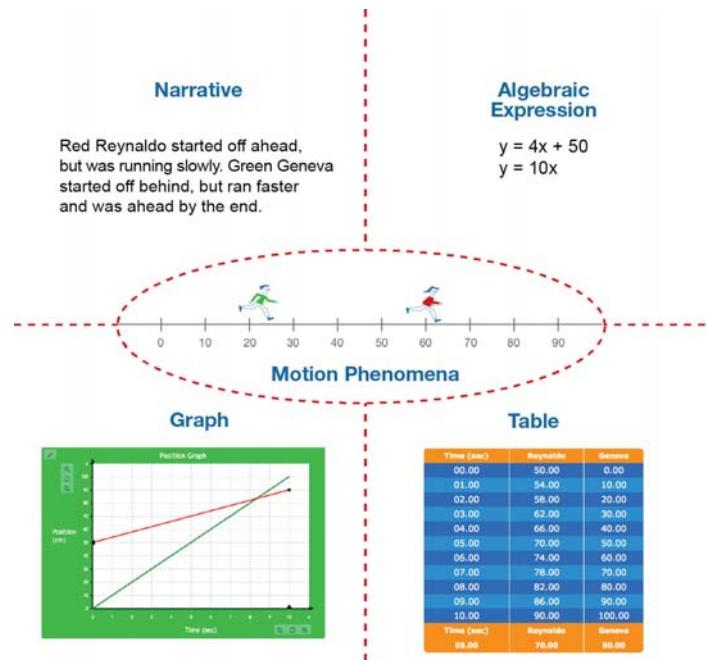 Narrative
Red Reynaldo started off ahead,
but was running slowly. Green Geneva
started off behind, but ran faster
and was ahead by the end.
Algebraic
Expression
y = 4x + 50
y = 10x
0 10 20 30 40 50 60 70 80 90
Motion Phenomena
Graph
Position Graph
Position
(cm)
Time (sec)
Table
Time (sec) Reynaldo Geneva
00.00 50.00 0.00
01.00 54.00 10.00
02.00 58.00 20.00
03.00 62.00 30.00
04.00 66.00 40.00
05.00 70.00 50.00
06.00 74.00 60.00
07.00 78.00 70.00
08.00 82.00 80.00
09.00 86.00 90.00
10.00 90.00 100.00
Time (sec) Reynaldo Geneva
05.00 70.00 50.00